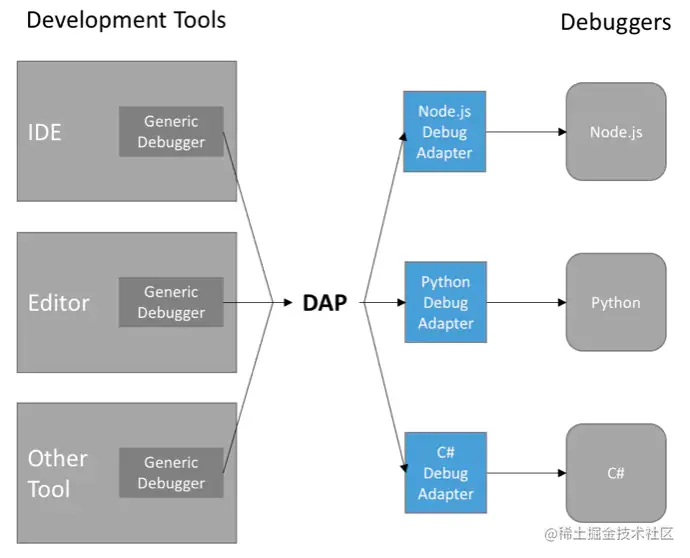 Development Tools
Debuggers
IDE
Generic
Debugger
Node.js
Debug
Adapter
Node.js
Editor
Generic
Debugger
DAP
Python
Debug
Adapter
Python
Other
Tool
Generic
Debugger
C#
Debug
Adapter
C#
@稀土掘金技术社区